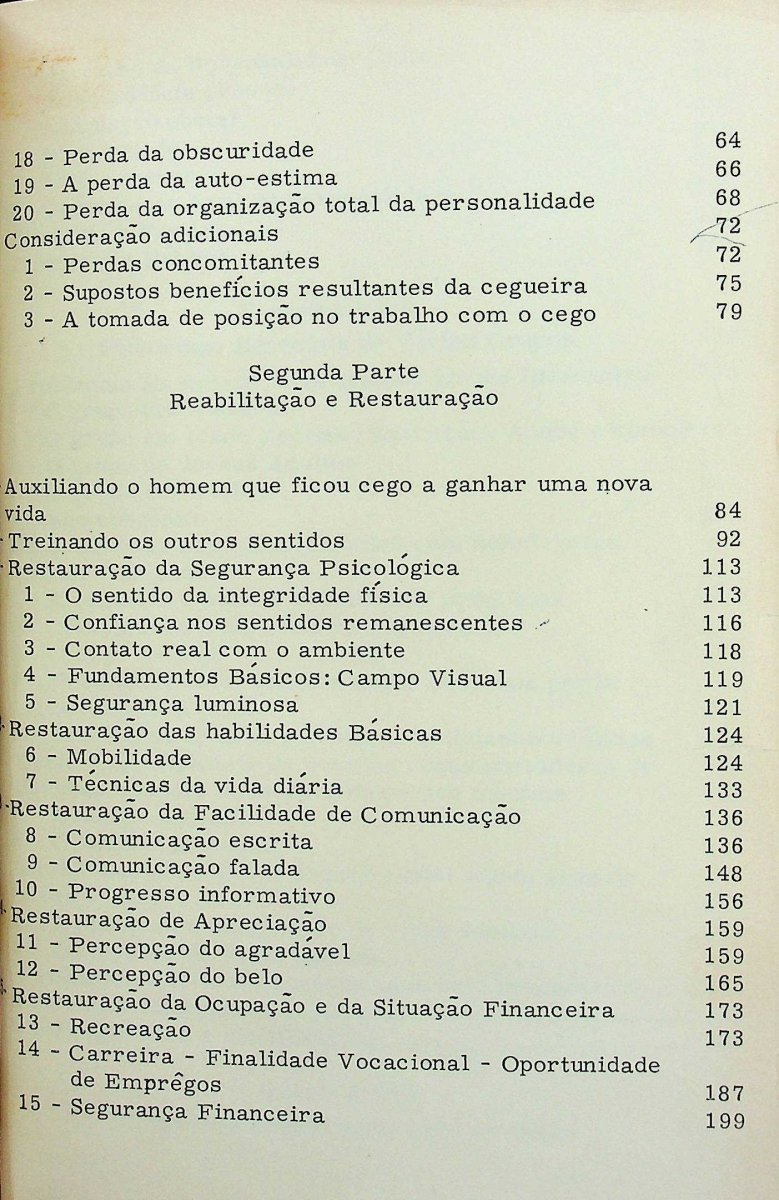 18 - Perda da obscuridade 64
19 - A perda da auto-estima 66
20 - Perda da organização total da personalidade 68
Consideração adicionais 72
1 - Perdas concomitantes 72
2 - Supostos benefícios resultantes da cegueira 75
3 - A tomada de posição no trabalho com o cego 79
Segunda Parte
Reabilitação e Restauração
Auxiliando o homem que ficou cego a ganhar uma nova
vida 84
Treinando os outros sentidos 92
Restauração da Segurança Psicológica 113
1 - O sentido da integridade física 113
2 - Confiança nos sentidos remanescentes 116
3 - Contato real com o ambiente 118
4 - Fundamentos Básicos: Campo Visual 119
5 - Segurança luminosa 121
Restauração das habilidades Básicas 124
6 - Mobilidade 124
7 - Técnicas da vida diária 133
Restauração da Facilidade de Comunicação 136
8 - Comunicação escrita 136
9 - Comunicação falada 148
10 - Progresso informativo 156
Restauração de Apreciação 159
11 - Percepção do agradável 159
12 - Percepção do belo 165
Restauração da Ocupação e da Situação Financeira 173
13 - Recreação 173
14 - Carreira - Finalidade Vocacional - Oportunidade
de Emprêgos 187
15 - Segurança Financeira 199